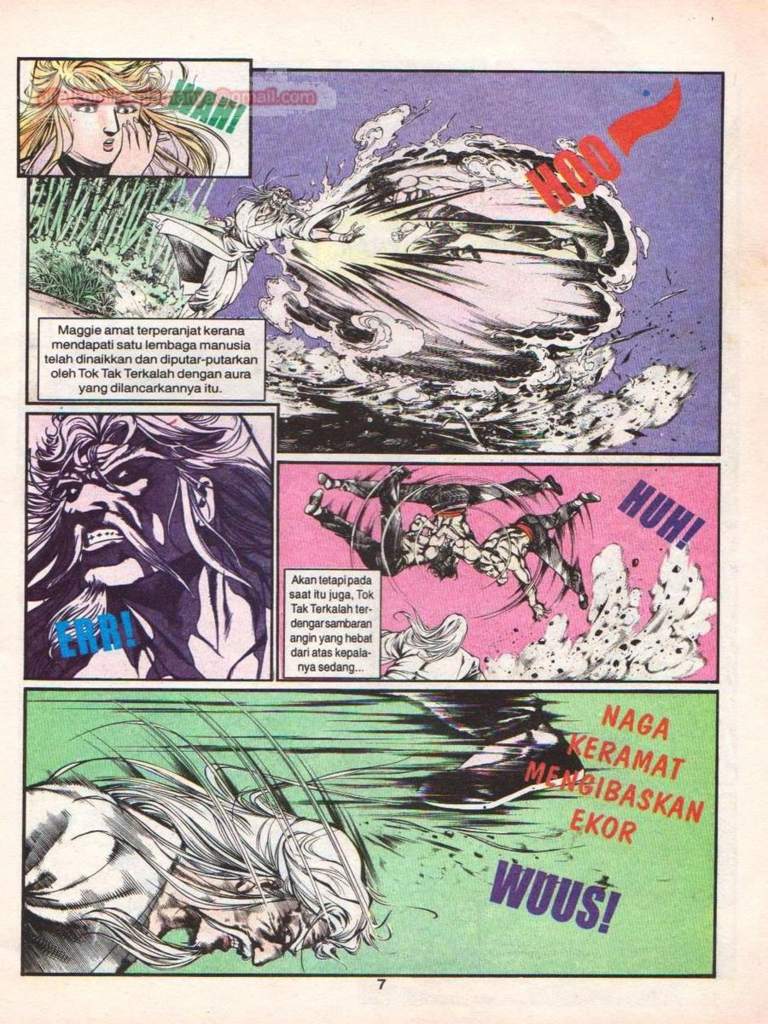 WAH!
HOO
Maggie amat terperanjat kerana
mendapati satu lembaga manusia
telah dinaikkan dan diputar-putarkan
oleh Tok Tak Terkalah dengan aura
yang dilancarkannya itu.
ERR!
HUH!
Akan tetapi pada
saat itu juga, Tok
Tak Terkalah ter-
dengar sambaran
angin yang hebat
dari atas kepala-
nya sedang...
NAGA
KERAMAT
MENGIBASKAN
EKOR
WUUS!
7